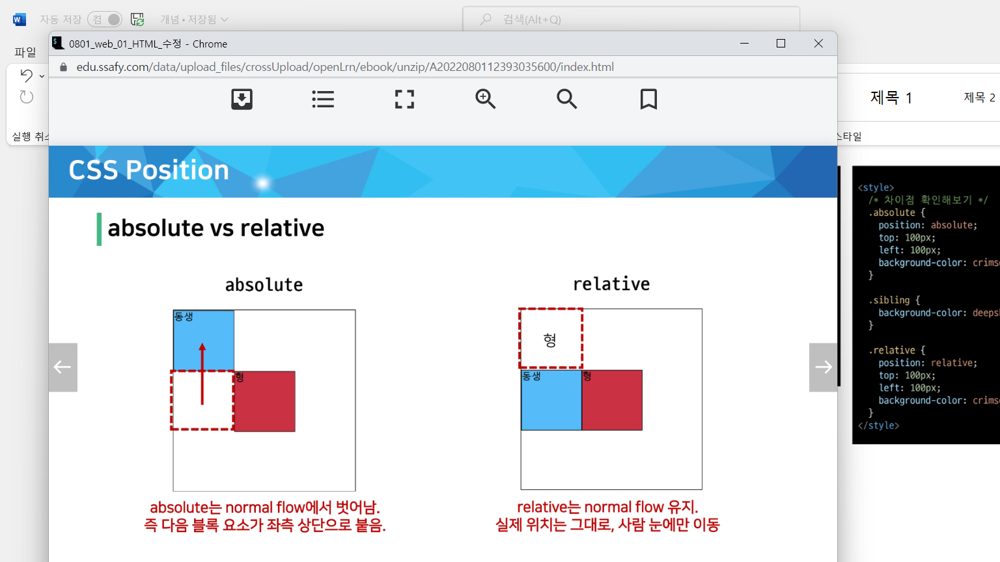 자동 저장
켬
개념 • 저장됨
검색(Alt+Q)
파일
0801_web_01_HTML_수정 - Chrome
edu.ssafy.com/data/upload_files/crossUpload/openLrn/ebook/unzip/A2022080112393035600/index.html
제목 1
제목 2
실행 취소
스타일
CSS Position
absolute vs relative
absolute
동생
형
absolute는 normal flow에서 벗어남.
즉 다음 블록 요소가 좌측 상단으로 붙음.
relative
형
동생
형
relative는 normal flow 유지.
실제 위치는 그대로, 사람 눈에만 이동
<style>
/* 차이점 확인해보기 */
.absolute {
position: absolute;
top: 100px;
left: 100px;
background-color: crims
}
.sibling {
background-color: deeps
}
.relative {
position: relative;
top: 100px;
left: 100px;
background-color: crims
}
</style>